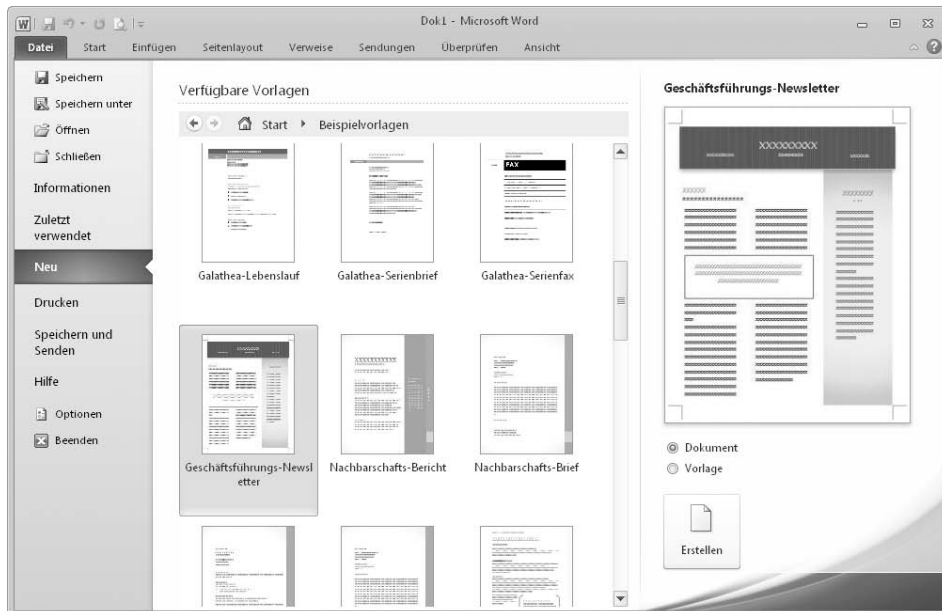 Dok1 - Microsoft Word
Datei Start Einfügen Seitenlayout Verweise Sendungen Überprüfen Ansicht
Speichern
Speichern unter
Öffnen
Schließen
Informationen
Zuletzt
verwendet
Neu
Drucken
Speichern und
Senden
Hilfe
Optionen
Beenden
Verfügbare Vorlagen
Start Beispielvorlagen
FAX
Galathea-Lebenslauf Galathea-Serienbrief Galathea-Serienfax
Geschäftsführungs-Newsl
etter
Nachbarschafts-Bericht Nachbarschafts-Brief
Geschäftsführungs-Newsletter
XXXXXXXXX
Dokument
Vorlage
Erstellen